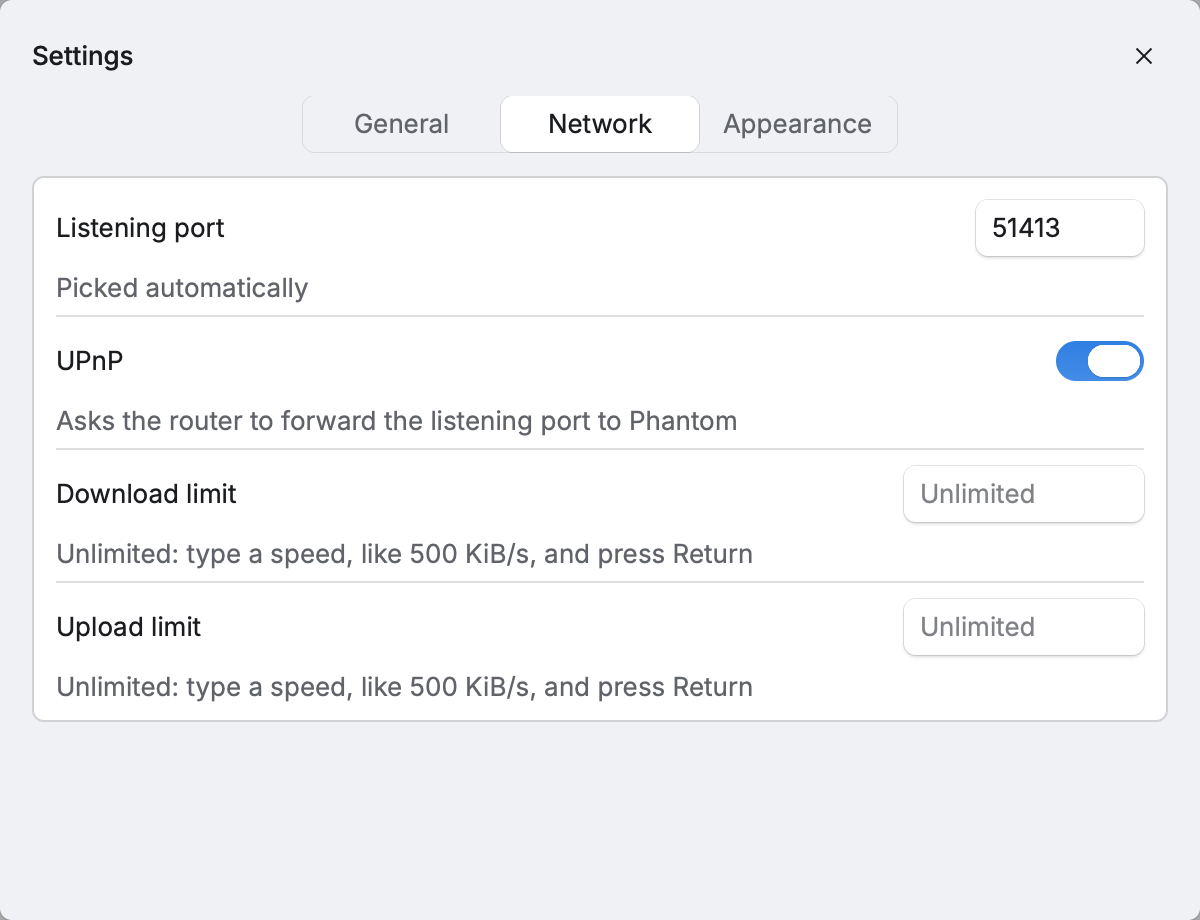 Settings
General
Network
Appearance
Listening port
51413
Picked automatically
UPnP
Asks the router to forward the listening port to Phantom
Download limit
Unlimited
Unlimited: type a speed, like 500 KiB/s, and press Return
Upload limit
Unlimited
Unlimited: type a speed, like 500 KiB/s, and press Return